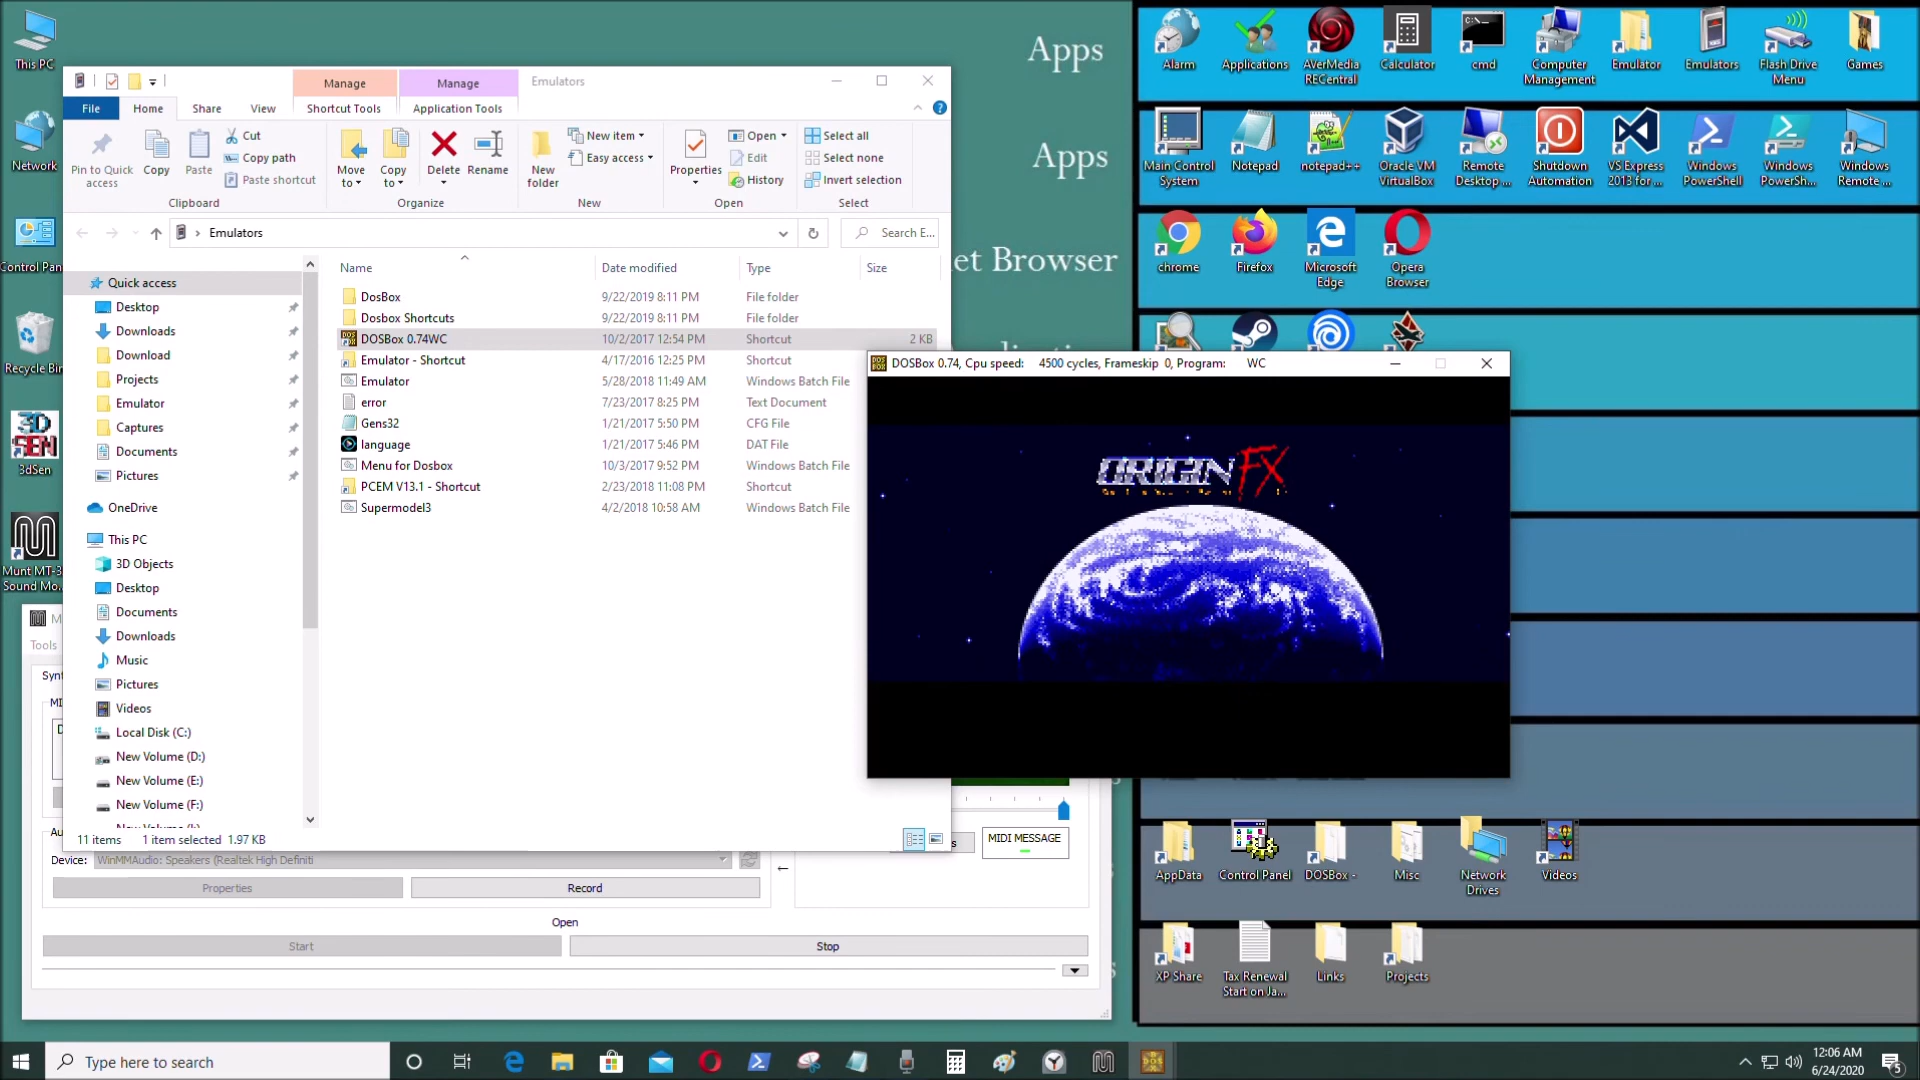 This PC
Network
Control Pan
Recycle Bin
3D
SEN
3dSen
Munt MT-3
Sound Mo...
Manage
Manage
Emulators
File
Home
Share
View
Shortcut Tools
Application Tools
Pin to Quick
access
Copy
Paste
Cut
Copy path
Paste shortcut
Clipboard
Move
to
Copy
to
Delete
Rename
Organize
New
folder
New item
Easy access
New
Properties
Open
Edit
History
Open
Select all
Select none
Invert selection
Select
Emulators
Search E...
Quick access
Desktop
Downloads
Download
Projects
Emulator
Captures
Documents
Pictures
OneDrive
This PC
3D Objects
Desktop
Documents
Downloads
Music
Pictures
Videos
Local Disk (C:)
New Volume (D:)
New Volume (E:)
New Volume (F:)
Name Date modified Type Size
DosBox 9/22/2019 8:11 PM File folder
Dosbox Shortcuts 9/22/2019 8:11 PM File folder
DOSBox 0.74WC 10/2/2017 12:54 PM Shortcut 2 KB
Emulator - Shortcut 4/17/2016 12:25 PM Shortcut
Emulator 5/28/2018 11:49 AM Windows Batch File
error 7/23/2017 8:25 PM Text Document
Gens32 1/21/2017 5:50 PM CFG File
language 1/21/2017 5:46 PM DAT File
Menu for Dosbox 10/3/2017 9:52 PM Windows Batch File
PCEM V13.1 - Shortcut 2/23/2018 11:08 PM Shortcut
Supermodel3 4/2/2018 10:58 AM Windows Batch File
11 items 1 item selected 1.97 KB
M
Tools
Synt
MI
D
Au
Device: WinMMAudio: Speakers (Realtek High Definiti
Properties
Record
s
MIDI MESSAGE
Open
Start
Stop
DOSBox 0.74, Cpu speed: 4500 cycles, Frameskip 0, Program: WC
ORIGIN FX
Apps
Apps
et Browser
Alarm
Applications
AVerMedia
RECentral
Calculator
C:\
cmd
Computer
Management
Emulator
Emulators
Flash Drive
Menu
Games
Main Control
System
Notepad
notepad++
Oracle VM
VirtualBox
Remote
Desktop ...
Shutdown
Automation
VS Express
2013 for ...
Windows
PowerShell
Windows
PowerSh...
Windows
Remote ...
chrome
Firefox
Microsoft
Edge
Opera
Browser
AppData
Control Panel
DOSBox -
Misc
Network
Drives
Videos
XP Share
Tax Renewal
Start on Ja...
Links
Projects
Type here to search
12:06 AM
6/24/2020
5